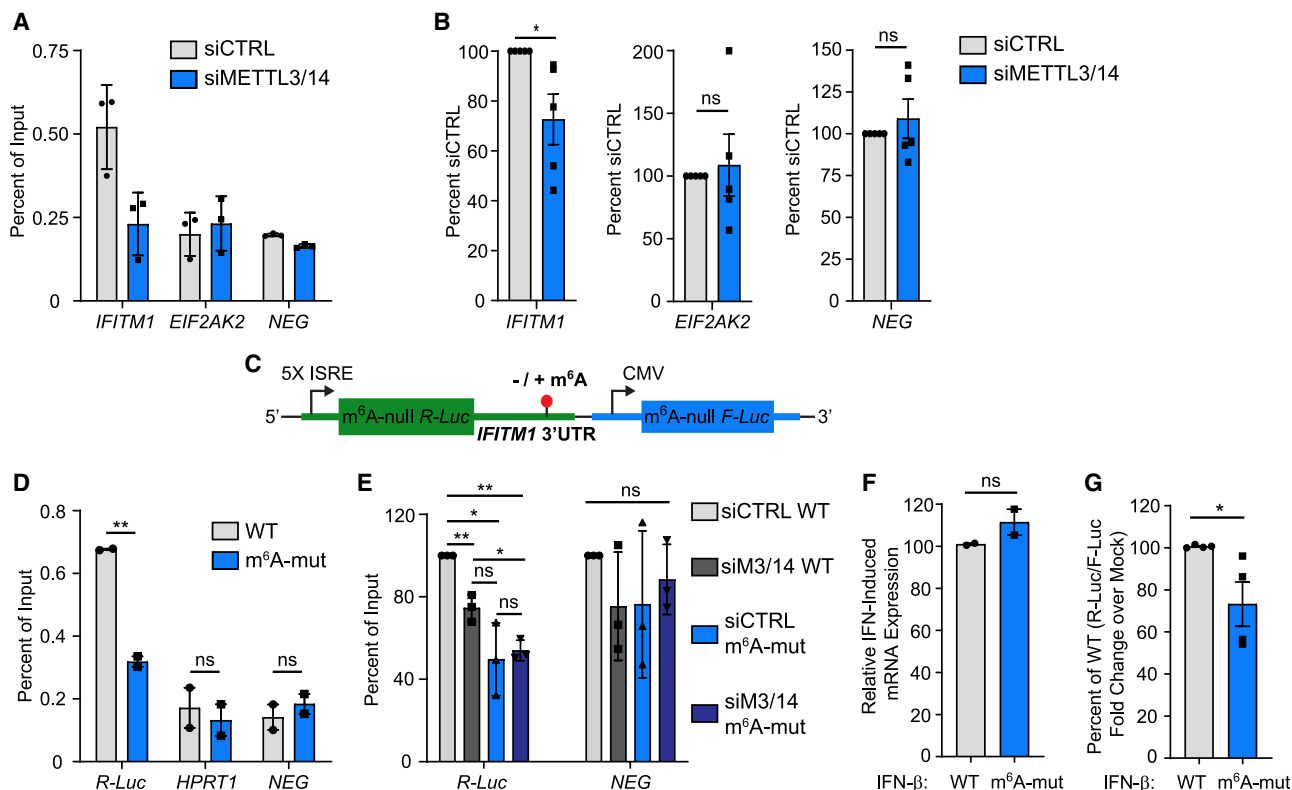 A
0.75
0.50
0.25
0
Percent of Input
siCTRL
siMETTL3/14
IFITM1 EIF2AK2 NEG
B
100
80
60
40
20
0
Percent siCTRL
*
IFITM1
200
150
100
50
0
Percent siCTRL
ns
EIF2AK2
150
125
100
75
50
25
0
Percent siCTRL
ns
NEG
siCTRL
siMETTL3/14
C
5X ISRE
- / + m⁶A
CMV
5’
m⁶A-null R-Luc
IFITM1 3’UTR
m⁶A-null F-Luc
3’
D
0.8
0.6
0.4
0.2
0.0
Percent of Input
**
ns
ns
WT
m⁶A-mut
R-Luc HPRT1 NEG
E
120
80
40
0
Percent of Input
**
*
**
*
ns
ns
ns
R-Luc NEG
siCTRL WT
siM3/14 WT
siCTRL
m⁶A-mut
siM3/14
m⁶A-mut
F
120
100
80
60
40
20
0
Relative IFN-Induced
mRNA Expression
ns
IFN-β: WT m⁶A-mut
G
120
100
80
60
40
20
0
Percent of WT (R-Luc/F-Luc
Fold Change over Mock)
*
IFN-β: WT m⁶A-mut